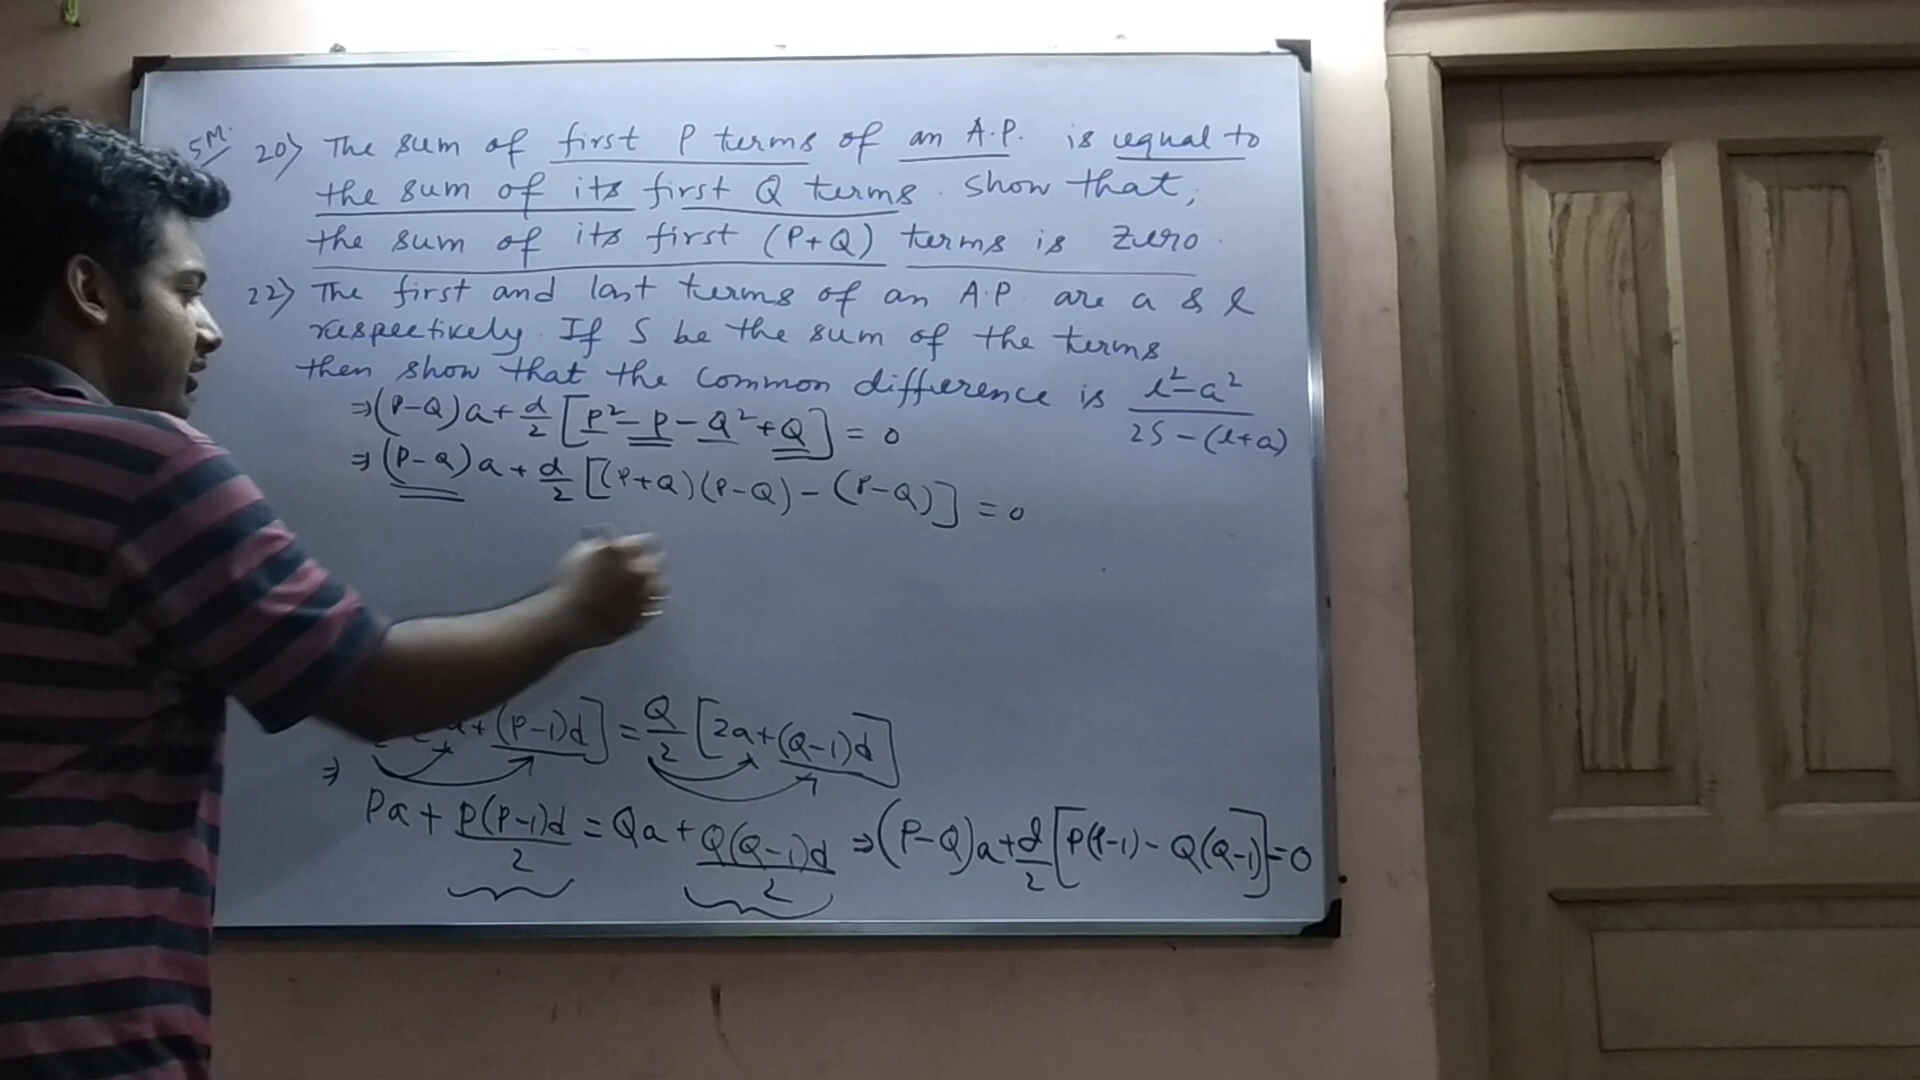 5M.
20) The sum of first P terms of an A.P. is equal to
the sum of its first Q terms. Show that,
the sum of its first (P+Q) terms is zero.
22) The first and last terms of an A.P. are a & l
respectively. If S be the sum of the terms
then show that the common difference is l²-a² / 2S-(l+a)
⇒ (P-Q)a + d/2 [P²-P-Q²+Q] = 0
⇒ (P-Q)a + d/2 [(P+Q)(P-Q)-(P-Q)] = 0
+(P-1)d] = Q/2 [2a+(Q-1)d]
⇒
Pa + P(P-1)d/2 = Qa + Q(Q-1)d/2 ⇒ (P-Q)a + d/2 [P(P-1) - Q(Q-1)] = 0